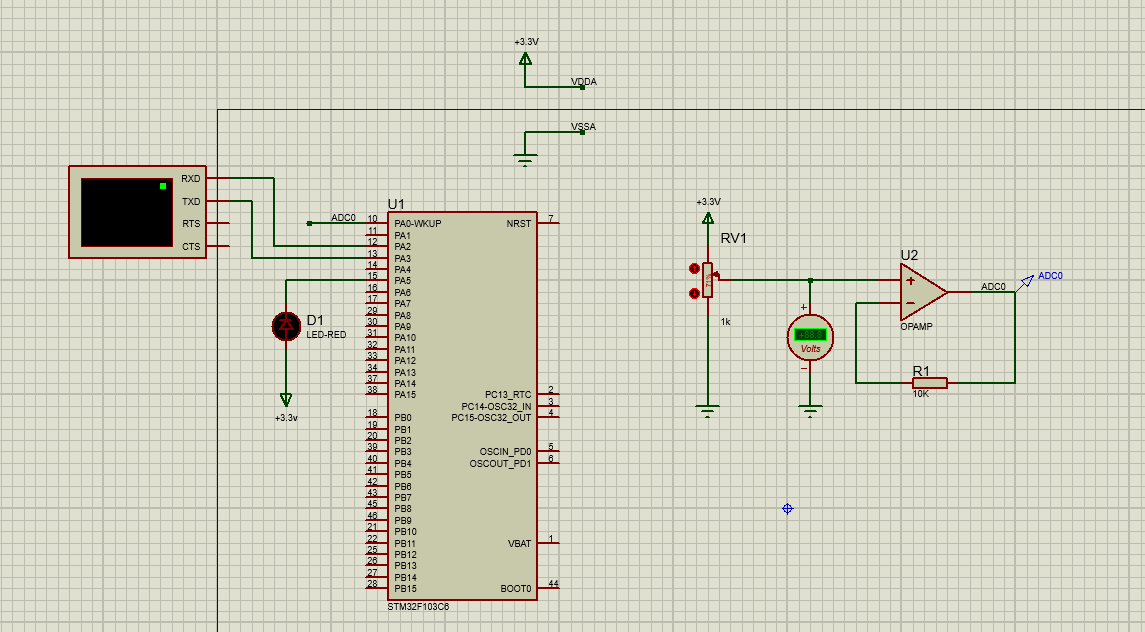 +3.3V
VDDA
VSSA
RXD
TXD
RTS
CTS
U1
ADC0
10 PA0-WKUP
11 PA1
12 PA2
13 PA3
14 PA4
15 PA5
16 PA6
17 PA7
29 PA8
30 PA9
31 PA10
32 PA11
33 PA12
34 PA13
37 PA14
38 PA15
18 PB0
19 PB1
20 PB2
39 PB3
40 PB4
41 PB5
42 PB6
43 PB7
45 PB8
46 PB9
21 PB10
22 PB11
25 PB12
26 PB13
27 PB14
28 PB15
NRST 7
PC13_RTC 2
PC14-OSC32_IN 3
PC15-OSC32_OUT 4
OSCIN_PD0 5
OSCOUT_PD1 6
VBAT 1
BOOT0 44
STM32F103C6
D1
LED-RED
+3.3v
+3.3V
RV1
71%
1k
+
Volts
−
U2
+
−
OPAMP
ADC0
ADC0
R1
10K